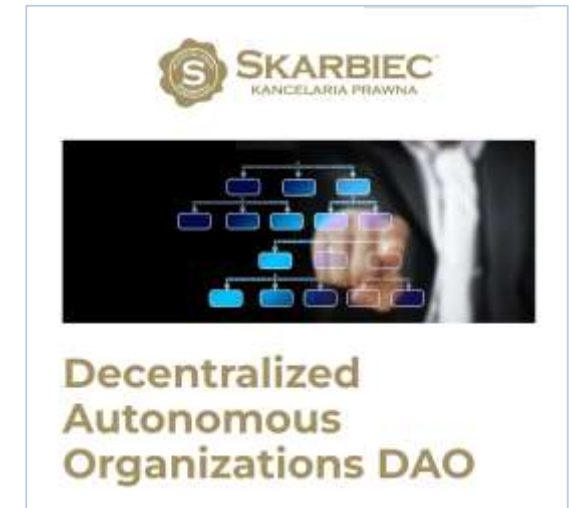 S
SKARBIEC
KANCELARIA PRAWNA
Decentralized
Autonomous
Organizations DAO